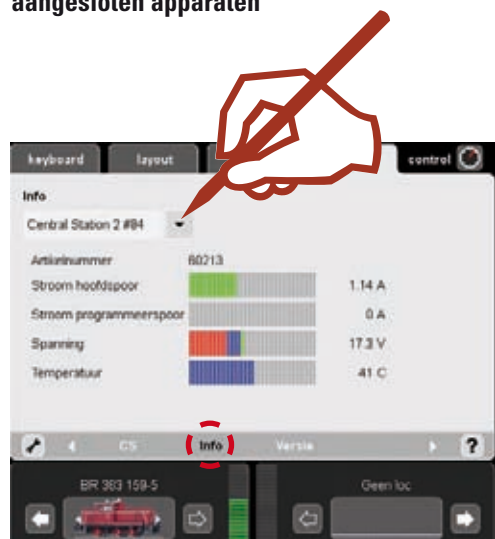 aangesloten apparaten
keyboard layout control
Info
Central Station 2 #84
Artikelnummer 60213
Stroom hoofdspoor 1.14 A
Stroom programmeerspoor 0 A
Spanning 17.3 V
Temperatuur 41 C
CS Info Versie ?
BR 363 159-5 Geen loc